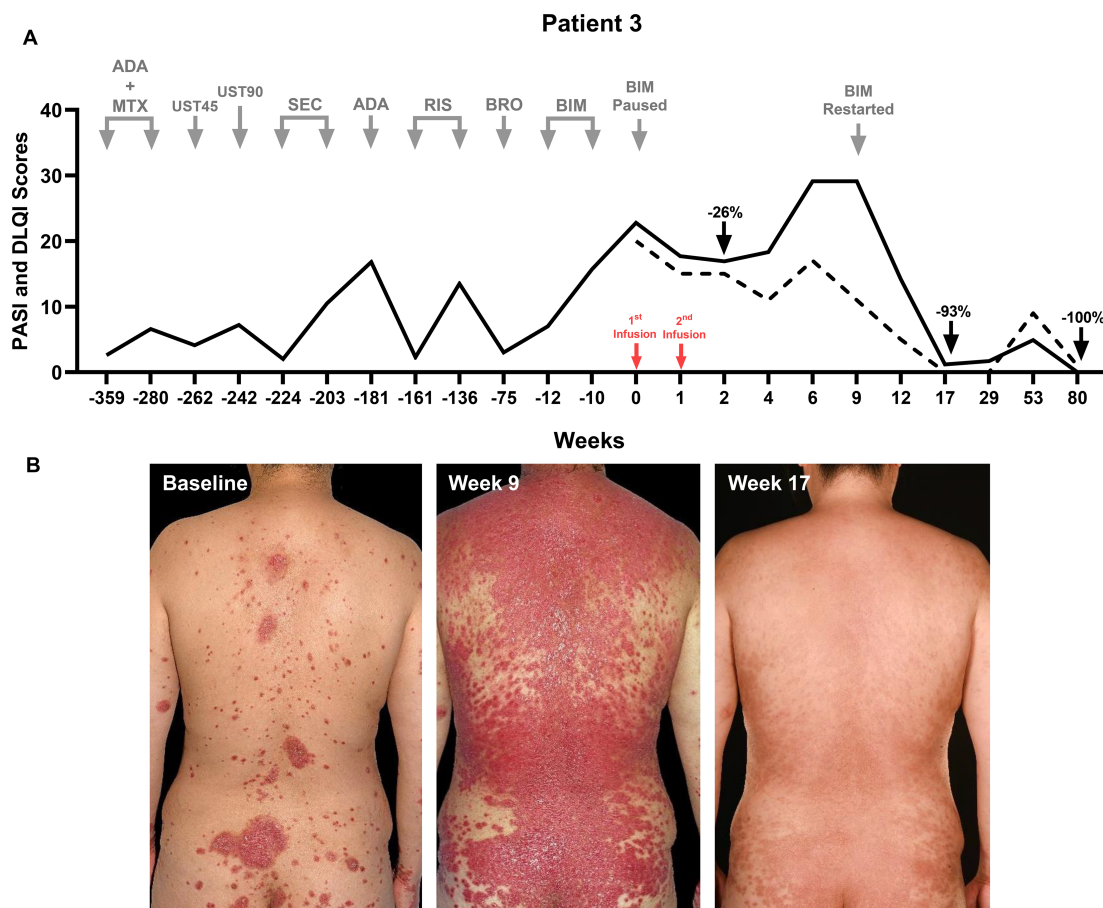 Patient 3
A
ADA
+
MTX
UST45
UST90
SEC
ADA
RIS
BRO
BIM
BIM
Paused
BIM
Restarted
PASI and DLQI Scores
40
30
20
10
0
-26%
-93%
-100%
1st
Infusion
2nd
Infusion
-359 -280 -262 -242 -224 -203 -181 -161 -136 -75 -12 -10 0 1 2 4 6 9 12 17 29 53 80
Weeks
B
Baseline
Week 9
Week 17